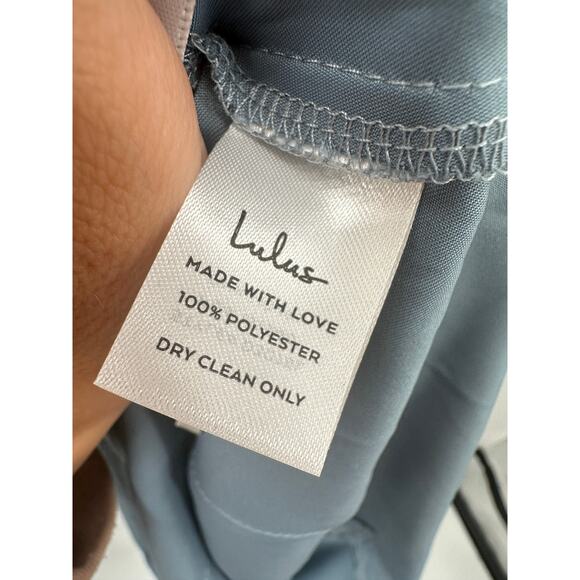 Lulus
MADE WITH LOVE
100% POLYESTER
DRY CLEAN ONLY